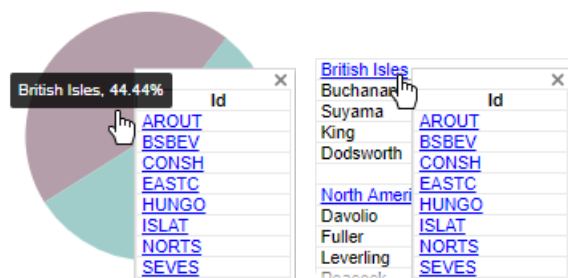 British Isles, 44.44%
×
Id
AROUT
BSBEV
CONSH
EASTC
HUNGO
ISLAT
NORTS
SEVES
British Isles
Buchanan
Suyama
King
Dodsworth
North Ameri
Davolio
Fuller
Leverling
Peacock
×
Id
AROUT
BSBEV
CONSH
EASTC
HUNGO
ISLAT
NORTS
SEVES